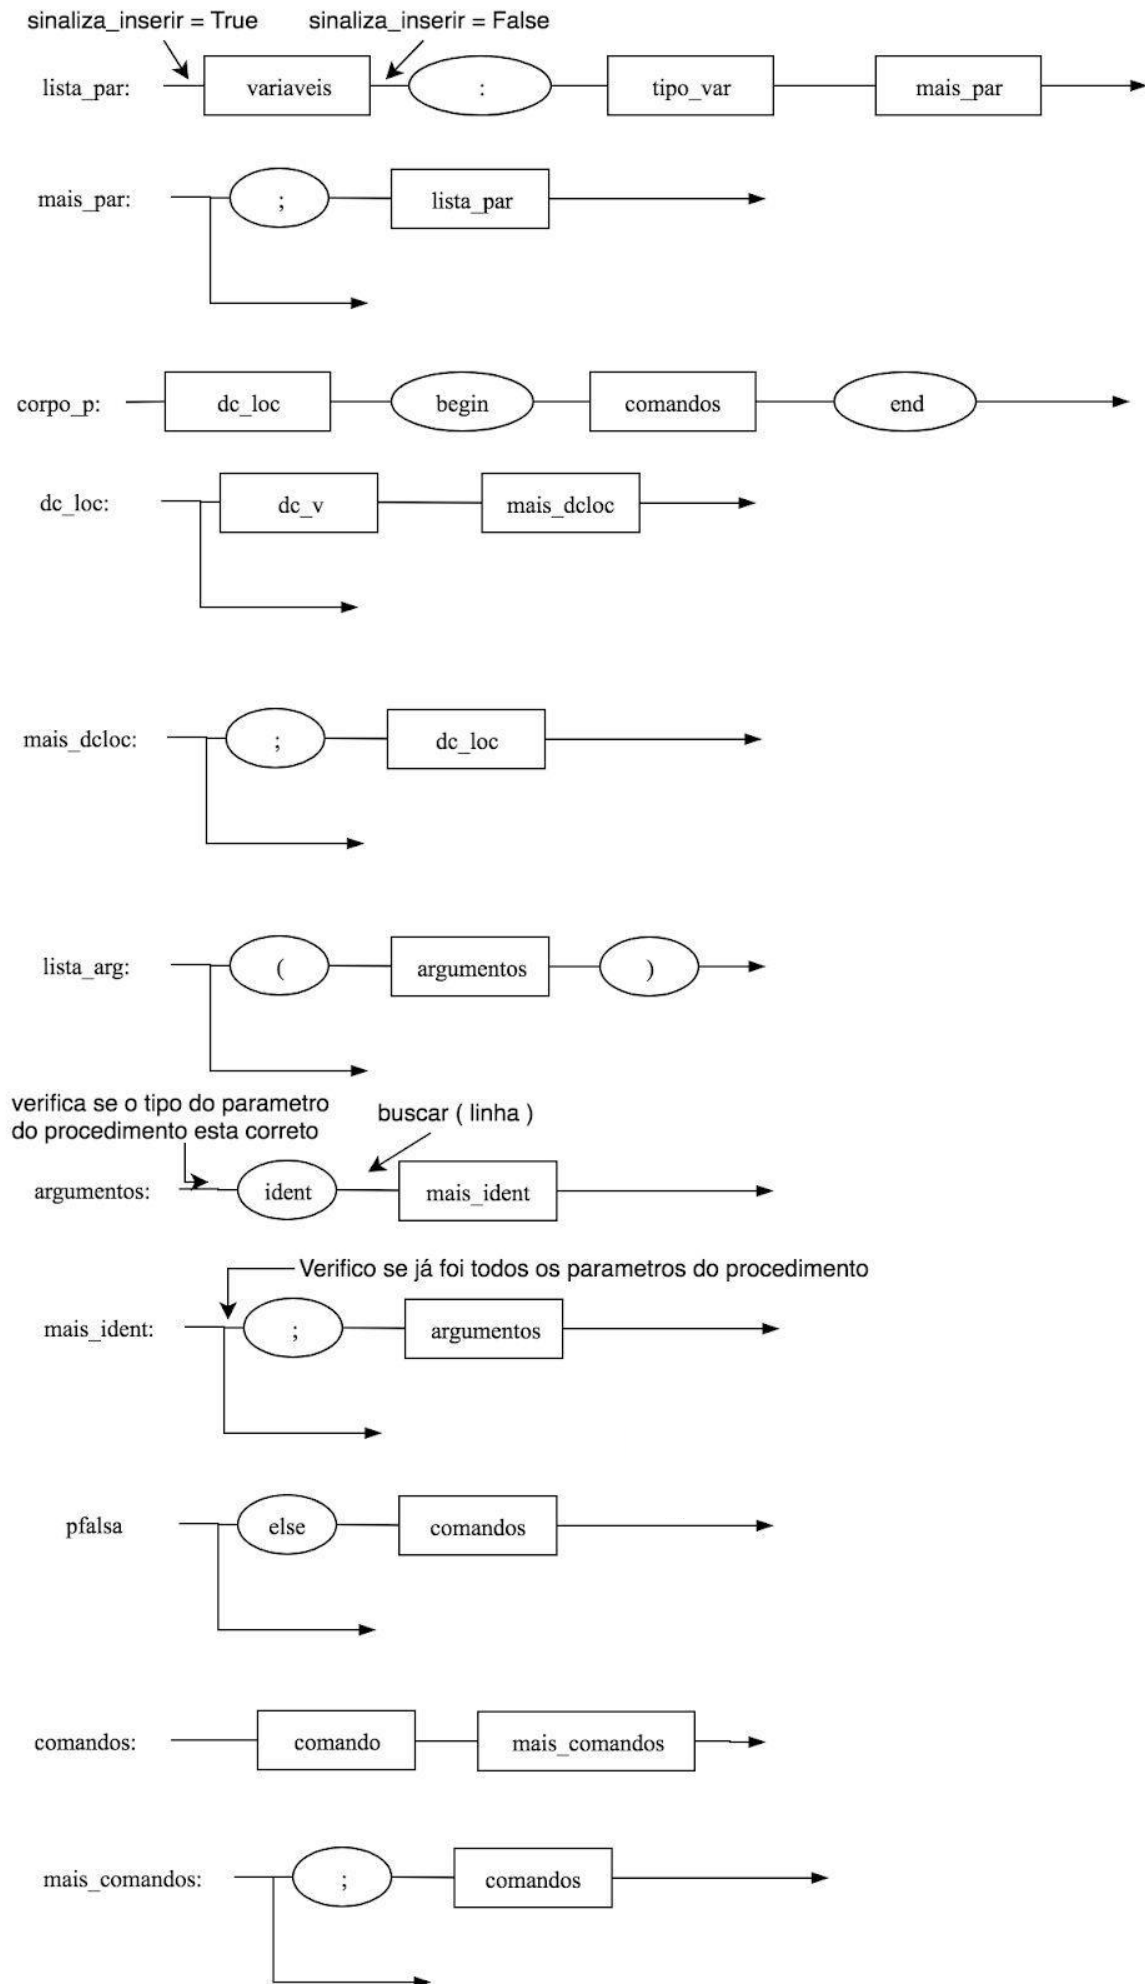 sinaliza_inserir = True sinaliza_inserir = False
lista_par: variaveis : tipo_var mais_par
mais_par: ; lista_par
corpo_p: dc_loc begin comandos end
dc_loc: dc_v mais_dcloc
mais_dcloc: ; dc_loc
lista_arg: ( argumentos )
verifica se o tipo do parametro
do procedimento esta correto
buscar ( linha )
argumentos: ident mais_ident
Verifico se já foi todos os parametros do procedimento
mais_ident: ; argumentos
pfalsa else comandos
comandos: comando mais_comandos
mais_comandos: ; comandos